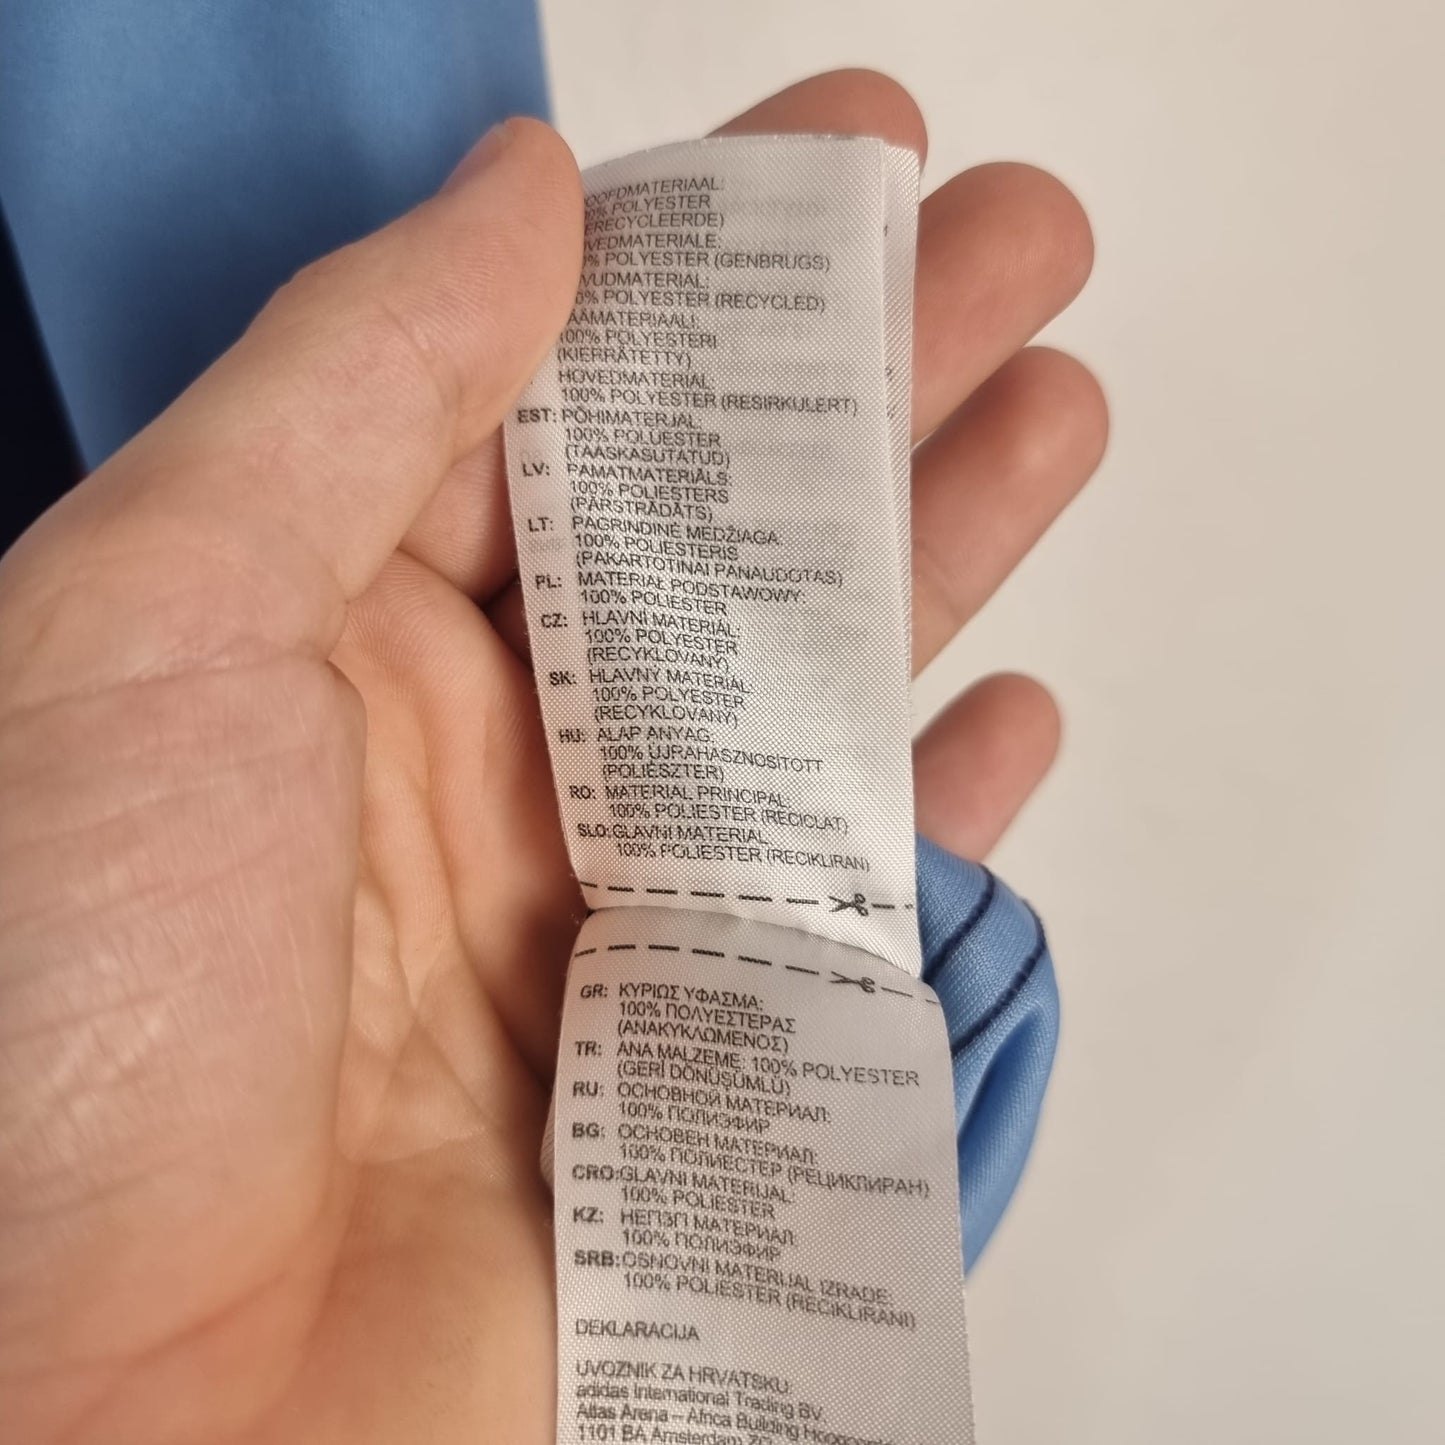 HOOFDMATERIAAL:
100% POLYESTER
(GERECYCLEERDE)
HOVEDMATERIALE:
100% POLYESTER (GENBRUGS)
HUVUDMATERIAL:
100% POLYESTER (RECYCLED)
PÄÄMATERIAALI:
100% POLYESTERI
(KIERRÄTETTY)
HOVEDMATERIAL:
100% POLYESTER (RESIRKULERT)
EST: PÕHIMATERJAL:
100% POLÜESTER
(TAASKASUTATUD)
LV: PAMATMATERIĀLS:
100% POLIESTERS
(PĀRSTRĀDĀTS)
LT: PAGRINDINĖ MEDŽIAGA:
100% POLIESTERIS
(PAKARTOTINAI PANAUDOTAS)
PL: MATERIAŁ PODSTAWOWY:
100% POLIESTER
CZ: HLAVNÍ MATERIÁL:
100% POLYESTER
(RECYKLOVANÝ)
SK: HLAVNÝ MATERIÁL:
100% POLYESTER
(RECYKLOVANÝ)
HU: ALAP ANYAG:
100% ÚJRAHASZNOSÍTOTT
(POLIÉSZTER)
RO: MATERIAL PRINCIPAL:
100% POLIESTER (RECICLAT)
SLO: GLAVNI MATERIAL
100% POLIESTER (RECIKLIRAN)
GR: ΚΥΡΙΩΣ ΥΦΑΣΜΑ:
100% ΠΟΛΥΕΣΤΕΡΑΣ
(ΑΝΑΚΥΚΛΩΜΕΝΟΣ)
TR: ANA MALZEME: 100% POLYESTER
(GERİ DÖNÜŞÜMLÜ)
RU: ОСНОВНОЙ МАТЕРИАЛ:
100% ПОЛИЭФИР
BG: ОСНОВЕН МАТЕРИАЛ:
100% ПОЛИЕСТЕР (РЕЦИКЛИРАН)
CRO: GLAVNI MATERIJAL:
100% POLIESTER
KZ: НЕГІЗГІ МАТЕРИАЛ:
100% ПОЛИЭФИР
SRB: OSNOVNI MATERIJAL IZRADE:
100% POLIESTER (RECIKLIRANI)
DEKLARACIJA
UVOZNIK ZA HRVATSKU:
adidas International Trading BV.
Atlas Arena – Africa Building
1101 BA Amsterdam